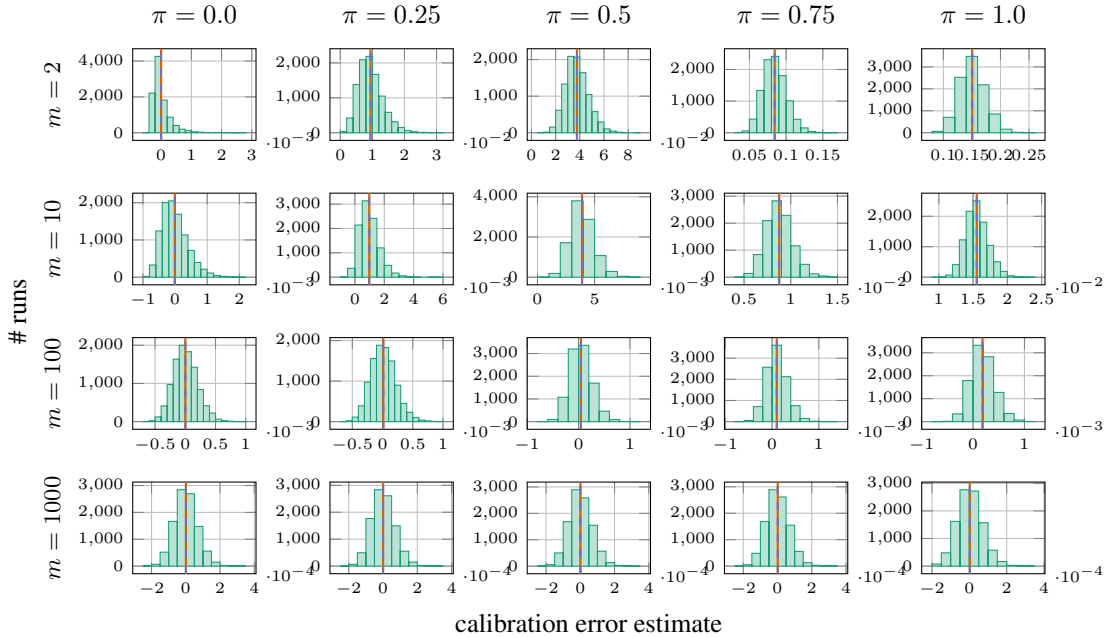 π = 0.0 π = 0.25 π = 0.5 π = 0.75 π = 1.0
m = 2
4,000 2,000 2,000 2,000 3,000
2,000 1,000 1,000 1,000 2,000
1,000
0 0 0 0 0
0 1 2 3 ·10⁻³ 0 1 2 3 ·10⁻² 0 2 4 6 8 ·10⁻² 0.05 0.1 0.15 0.10 0.15 0.20 0.25
m = 10
2,000 3,000 4,000 3,000 2,000
1,000 2,000 2,000 2,000 1,000
1,000 1,000
0 0 0 0 0
−1 0 1 2 ·10⁻³ 0 2 4 6 ·10⁻³ 0 5 ·10⁻³ 0.5 1 1.5 ·10⁻² 1 1.5 2 2.5 ·10⁻²
# runs
m = 100
2,000 2,000 3,000 3,000 3,000
1,000 1,000 2,000 2,000 2,000
1,000 1,000 1,000
0 0 0 0 0
−0.5 0 0.5 1 ·10⁻³ −0.5 0 0.5 1 ·10⁻³ −1 0 1 ·10⁻³ −1 0 1 ·10⁻³ −1 0 1 ·10⁻³
m = 1000
3,000 3,000 3,000 3,000 3,000
2,000 2,000 2,000 2,000 2,000
1,000 1,000 1,000 1,000 1,000
0 0 0 0 0
−2 0 2 4 ·10⁻⁴ −2 0 2 4 ·10⁻⁴ −2 0 2 4 ·10⁻⁴ −2 0 2 4 ·10⁻⁴ −2 0 2 4 ·10⁻⁴
calibration error estimate